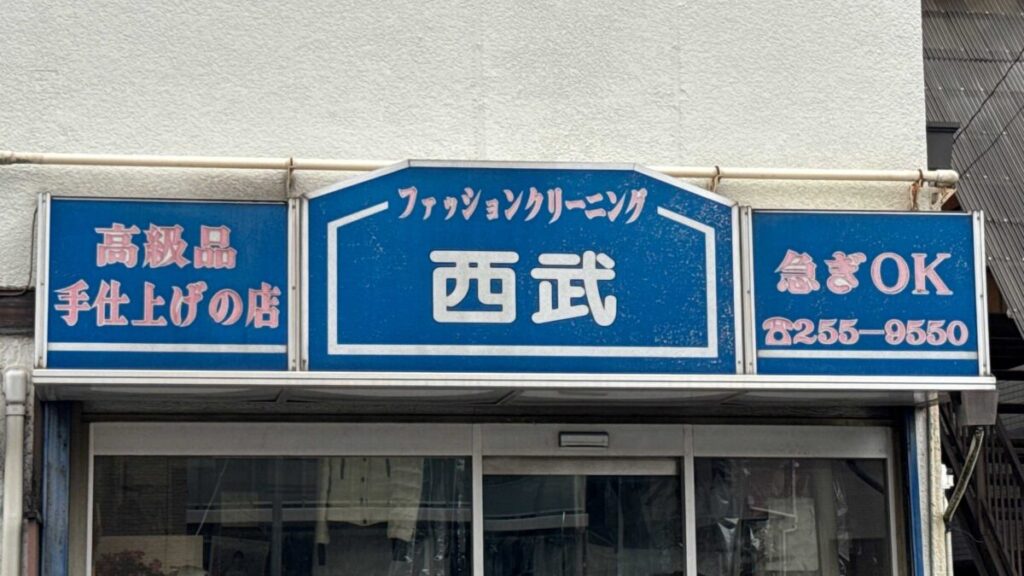 高級品
手仕上げの店
ファッションクリーニング
西武
急ぎOK
☎255-9550